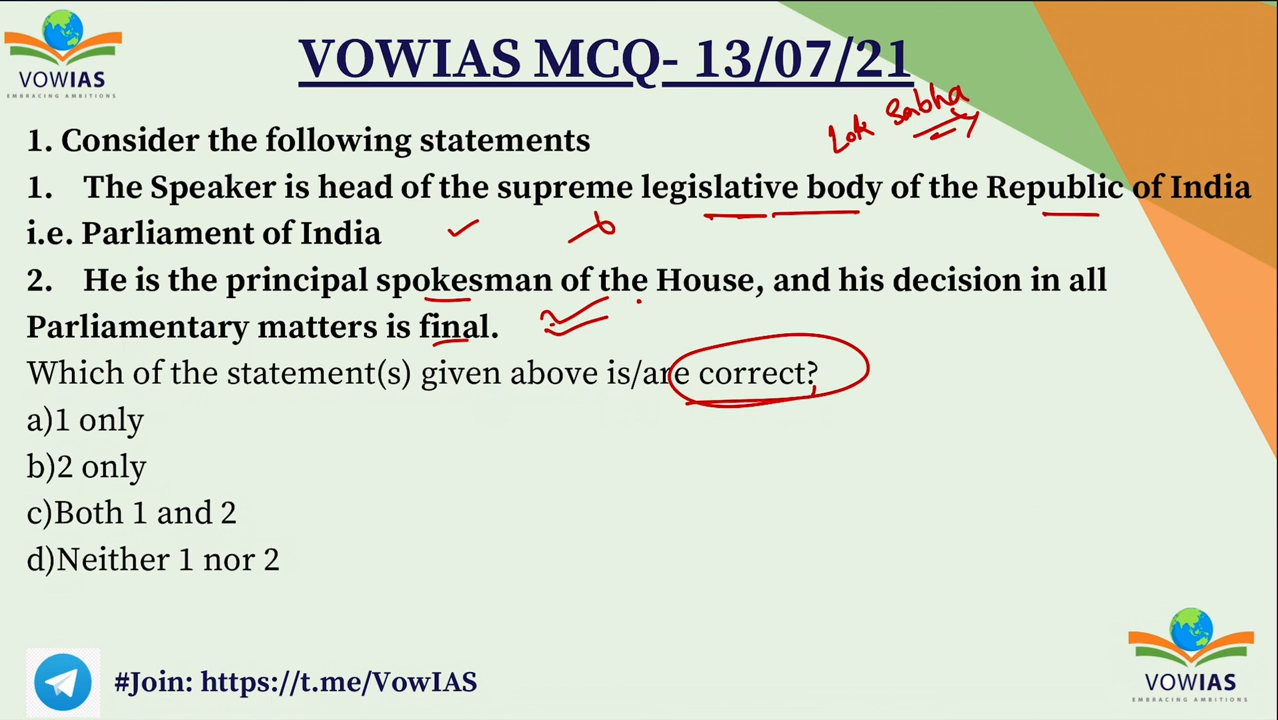 VOWIAS
EMBRACING AMBITIONS
VOWIAS MCQ- 13/07/21
Lok Sabha
1. Consider the following statements
1. The Speaker is head of the supreme legislative body of the Republic of India
i.e. Parliament of India
2. He is the principal spokesman of the House, and his decision in all
Parliamentary matters is final.
Which of the statement(s) given above is/are correct?
a)1 only
b)2 only
c)Both 1 and 2
d)Neither 1 nor 2
#Join: https://t.me/VowIAS
VOWIAS
EMBRACING AMBITIONS